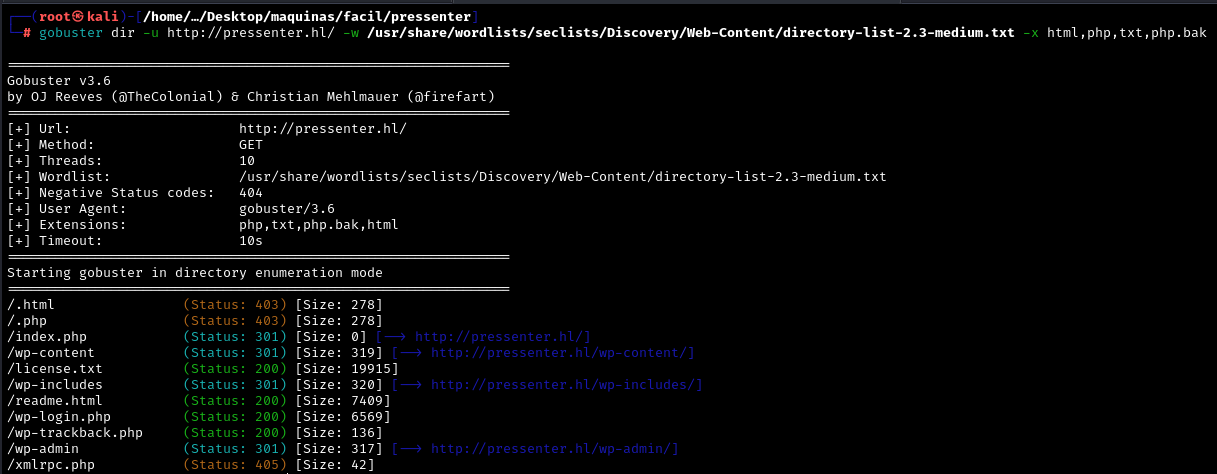 ┌──(root㉿kali)-[/home/…/Desktop/maquinas/facil/pressenter]
└─# gobuster dir -u http://pressenter.hl/ -w /usr/share/wordlists/seclists/Discovery/Web-Content/directory-list-2.3-medium.txt -x html,php,txt,php.bak
===============================================================
Gobuster v3.6
by OJ Reeves (@TheColonial) & Christian Mehlmauer (@firefart)
===============================================================
[+] Url:                     http://pressenter.hl/
[+] Method:                  GET
[+] Threads:                 10
[+] Wordlist:                /usr/share/wordlists/seclists/Discovery/Web-Content/directory-list-2.3-medium.txt
[+] Negative Status codes:   404
[+] User Agent:              gobuster/3.6
[+] Extensions:              php,txt,php.bak,html
[+] Timeout:                 10s
===============================================================
Starting gobuster in directory enumeration mode
===============================================================
/.html                (Status: 403) [Size: 278]
/.php                 (Status: 403) [Size: 278]
/index.php            (Status: 301) [Size: 0] [--> http://pressenter.hl/]
/wp-content           (Status: 301) [Size: 319] [--> http://pressenter.hl/wp-content/]
/license.txt          (Status: 200) [Size: 19915]
/wp-includes          (Status: 301) [Size: 320] [--> http://pressenter.hl/wp-includes/]
/readme.html          (Status: 200) [Size: 7409]
/wp-login.php         (Status: 200) [Size: 6569]
/wp-trackback.php     (Status: 200) [Size: 136]
/wp-admin             (Status: 301) [Size: 317] [--> http://pressenter.hl/wp-admin/]
/xmlrpc.php           (Status: 405) [Size: 42]